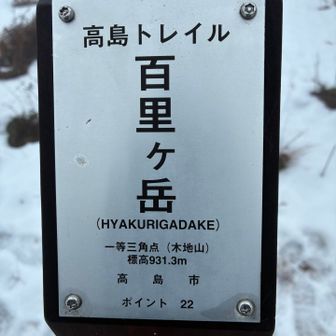 高島トレイル
百里ヶ岳
(HYAKURIGADAKE)
一等三角点（木地山）
標高931.3m
高島市
ポイント 22